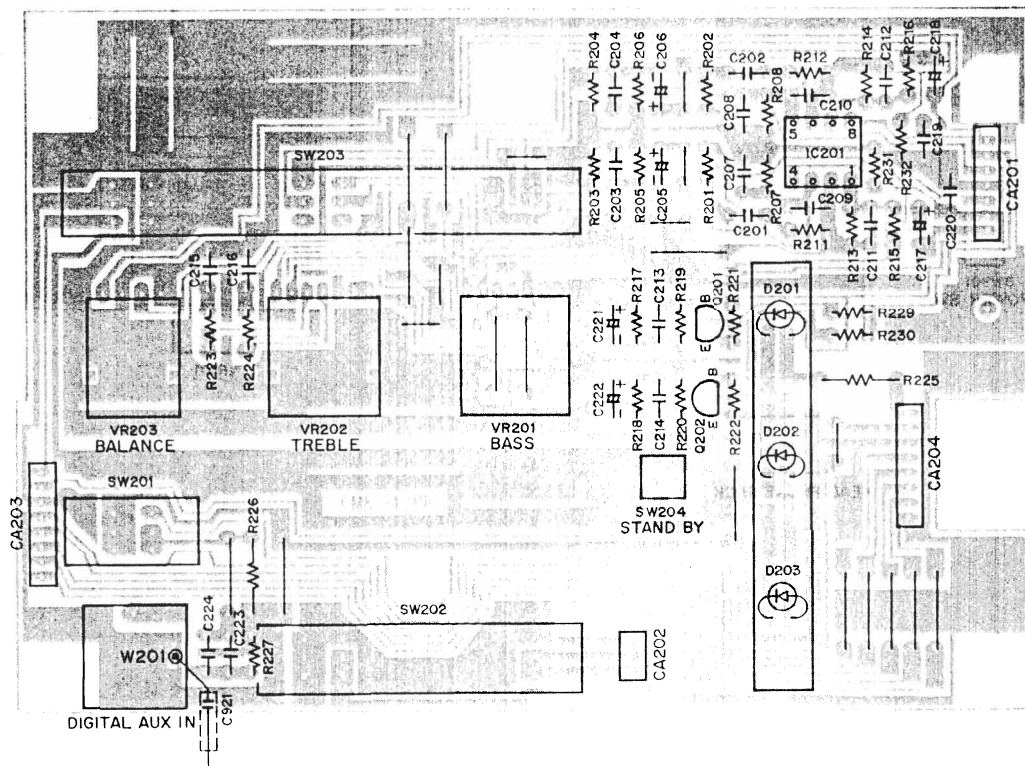 R204
C204
R206
C206
R202
C202
R212
R208
C208
C210
R214
C212
R216
C218
+
+
5
8
IC201
4
1
C219
R231
R232
CA201
SW203
R203
C203
R205
C205
+
R201
C207
C201
R207
C209
R211
R213
C211
R215
C217
+
C220
C215
C216
R223
R224
C221
+
R217
C213
R219
B
Q201
E
R221
D201
R229
R230
R225
C222
+
R218
C214
R220
B
Q202
E
R222
D202
CA204
VR203
BALANCE
VR202
TREBLE
VR201
BASS
SW204
STAND BY
CA203
SW201
R226
D203
SW202
CA202
C224
C223
R227
W201
C921
DIGITAL AUX IN